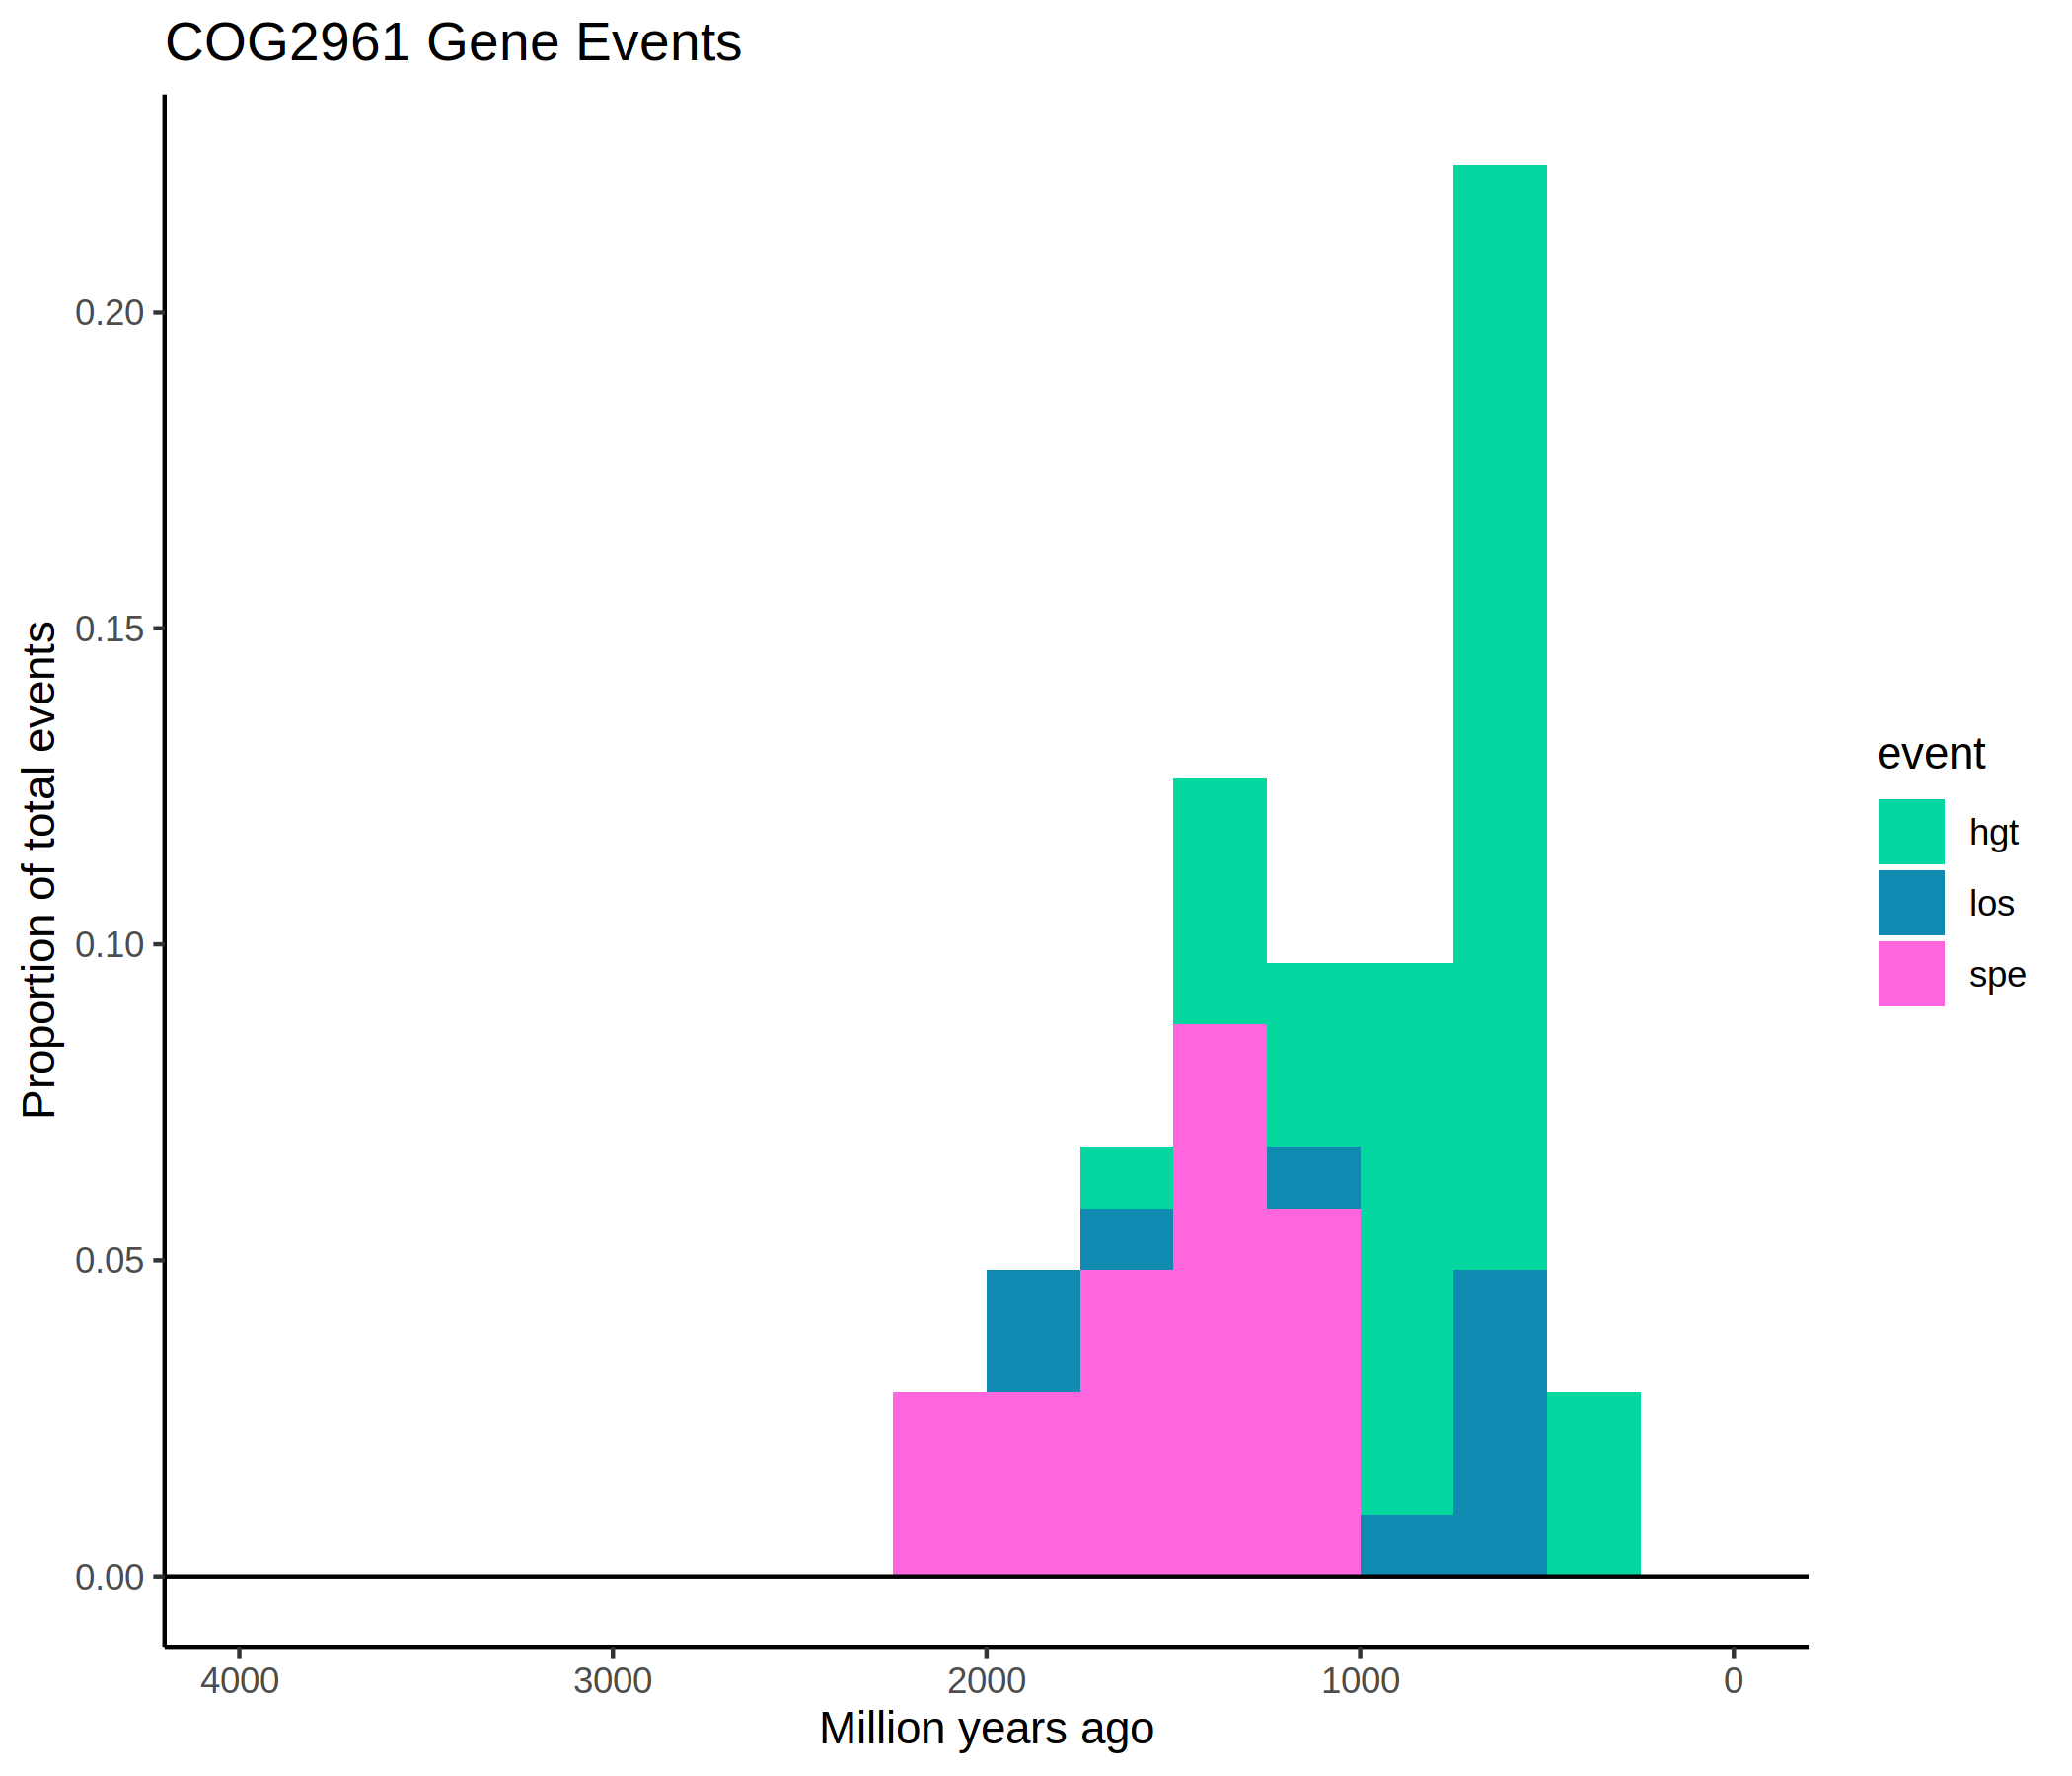 COG2961 Gene Events
Proportion of total events
0.20
0.15
0.10
0.05
0.00
4000 3000 2000 1000 0
Million years ago
event
hgt
los
spe